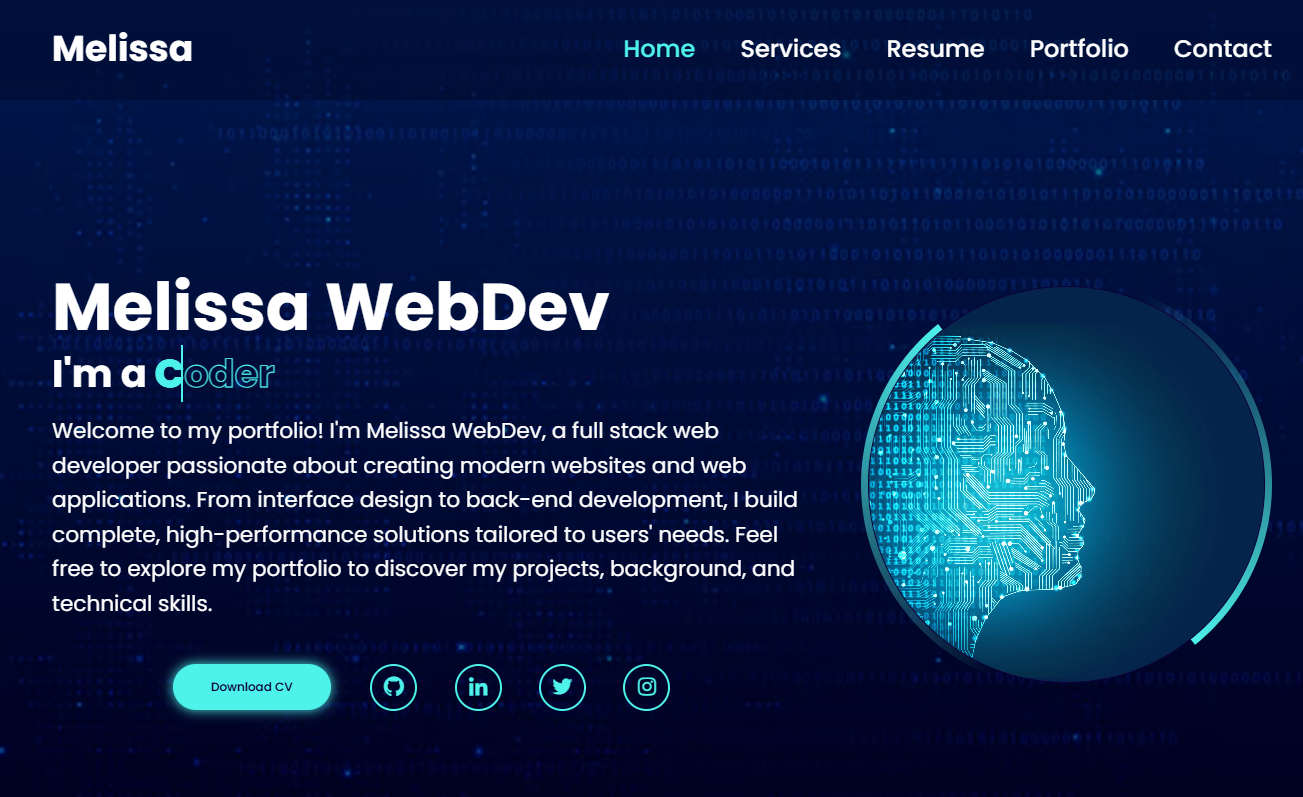 Melissa
Home Services Resume Portfolio Contact
Melissa WebDev
I'm a Coder
Welcome to my portfolio! I'm Melissa WebDev, a full stack web
developer passionate about creating modern websites and web
applications. From interface design to back-end development, I build
complete, high-performance solutions tailored to users' needs. Feel
free to explore my portfolio to discover my projects, background, and
technical skills.
Download CV
in